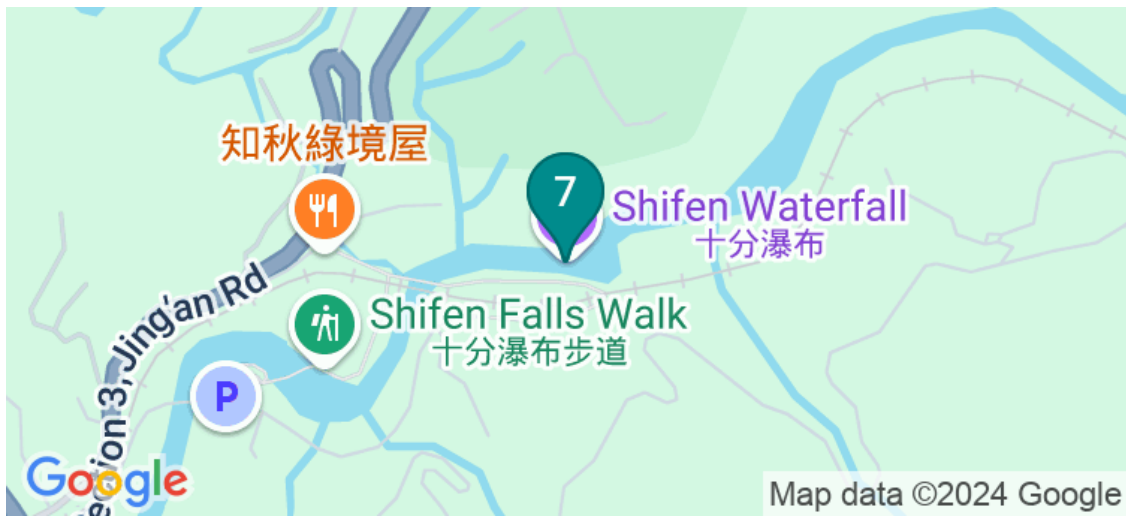 知秋綠境屋
7
Shifen Waterfall
十分瀑布
Section 3, Jing'an Rd
Shifen Falls Walk
十分瀑布步道
P
Google
Map data ©2024 Google